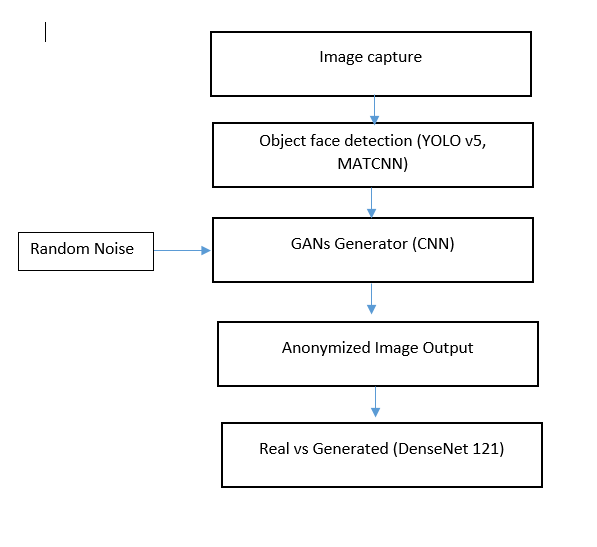 Image capture
Object face detection (YOLO v5,
MATCNN)
Random Noise
GANs Generator (CNN)
Anonymized Image Output
Real vs Generated (DenseNet 121)